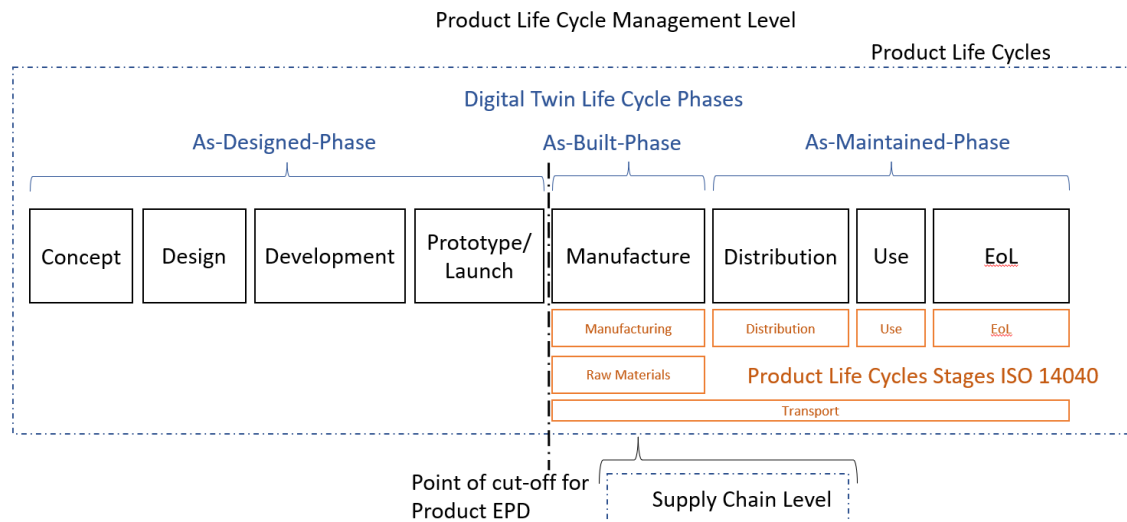 Product Life Cycle Management Level
Product Life Cycles
Digital Twin Life Cycle Phases
As-Designed-Phase
As-Built-Phase
As-Maintained-Phase
Concept
Design
Development
Prototype/
Launch
Manufacture
Distribution
Use
EoL
Manufacturing
Distribution
Use
EoL
Raw Materials
Product Life Cycles Stages ISO 14040
Transport
Point of cut-off for
Product EPD
Supply Chain Level